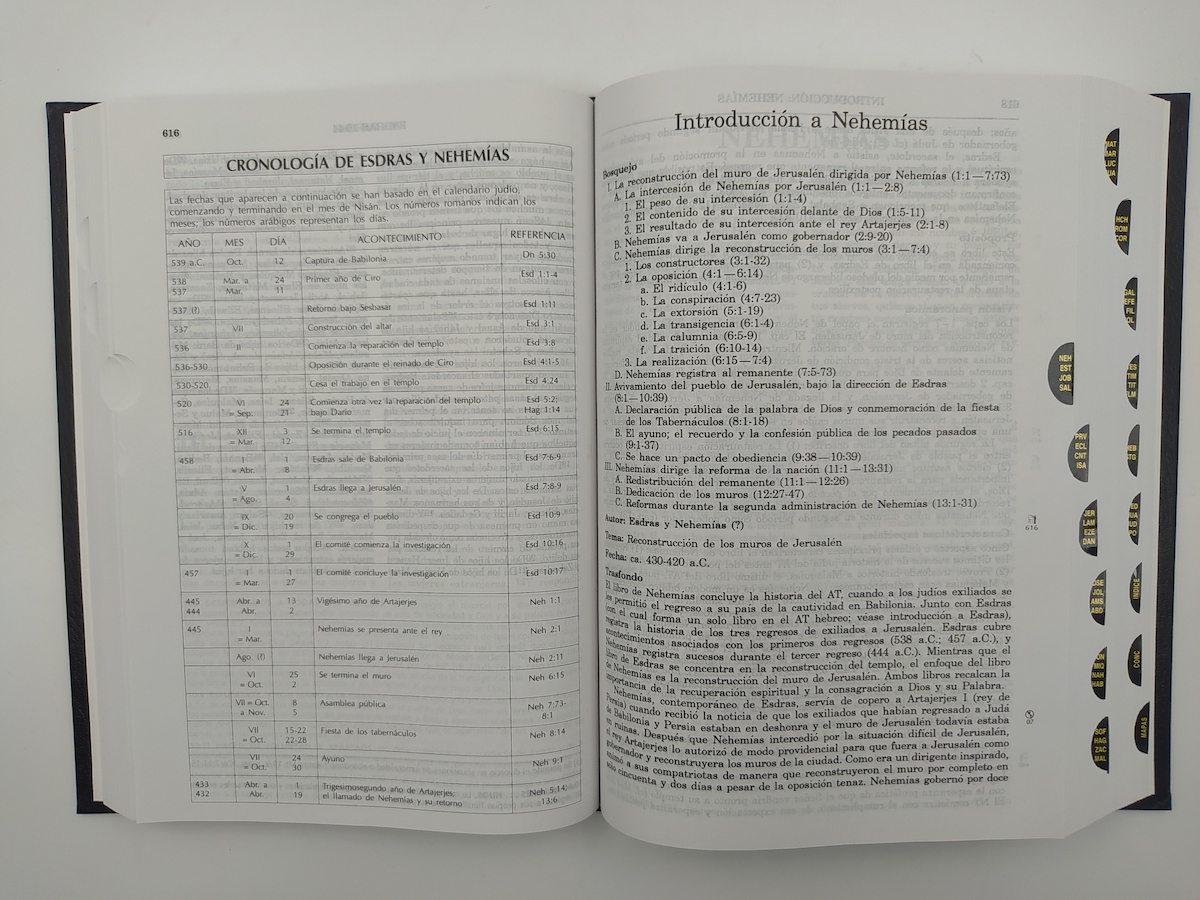 616
CRONOLOGÍA DE ESDRAS Y NEHEMÍAS
Las fechas que aparecen a continuación se han basado en el calendario judío,
comenzando y terminando en el mes de Nisán. Los números romanos indican los
meses; los números arábigos representan los días.
AÑO MES DÍA ACONTECIMIENTO REFERENCIA
539 a.C. Oct. 12 Captura de Babilonia Dn 5:30
538 Mar. a 24 Primer año de Ciro Esd 1:1-4
537 Mar. 11
537 (?) Retorno bajo Sesbasar Esd 1:11
537 VII Construcción del altar Esd 3:1
536 II Comienza la reparación del templo Esd 3:8
536-530 Oposición durante el reinado de Ciro Esd 4:1-5
530-520 Cesa el trabajo en el templo Esd 4:24
520 VI 24 Comienza otra vez la reparación del templo Esd 5:2;
= Sep. 21 bajo Darío Hag 1:14
516 XII 3 Se termina el templo Esd 6:15
= Mar. 12
458 I 1 Esdras sale de Babilonia Esd 7:6-9
= Abr. 8
V 1 Esdras llega a Jerusalén Esd 7:8-9
= Ago. 4
IX 20 Se congrega el pueblo Esd 10:9
= Dic. 19
X 1 El comité comienza la investigación Esd 10:16
= Dic. 29
457 I 1 El comité concluye la investigación Esd 10:17
= Mar. 27
445 Abr. a 13 Vigésimo año de Artajerjes Neh 1:1
444 Abr. 2
445 I Nehemías se presenta ante el rey Neh 2:1
= Mar.
Ago. (?) Nehemías llega a Jerusalén Neh 2:11
VI 25 Se termina el muro Neh 6:15
= Oct. 2
VII = Oct. 8 Asamblea pública Neh 7:73-
a Nov. 5 8:1
VII 15-22 Fiesta de los tabernáculos Neh 8:14
= Oct. 22-28
VII 24 Ayuno Neh 9:1
= Oct. 30
433 Abr. a 1 Trigesimosegundo año de Artajerjes; Neh 5:14;
432 Abr. 19 el llamado de Nehemías y su retorno 13:6
Introducción a Nehemías
Bosquejo
I. La reconstrucción del muro de Jerusalén dirigida por Nehemías (1:1—7:73)
A. La intercesión de Nehemías por Jerusalén (1:1—2:8)
1. El peso de su intercesión (1:1-4)
2. El contenido de su intercesión delante de Dios (1:5-11)
3. El resultado de su intercesión ante el rey Artajerjes (2:1-8)
B. Nehemías va a Jerusalén como gobernador (2:9-20)
C. Nehemías dirige la reconstrucción de los muros (3:1—7:4)
1. Los constructores (3:1-32)
2. La oposición (4:1—6:14)
a. El ridículo (4:1-6)
b. La conspiración (4:7-23)
c. La extorsión (5:1-19)
d. La transigencia (6:1-4)
e. La calumnia (6:5-9)
f. La traición (6:10-14)
3. La realización (6:15—7:4)
D. Nehemías registra al remanente (7:5-73)
II. Avivamiento del pueblo de Jerusalén, bajo la dirección de Esdras
(8:1—10:39)
A. Declaración pública de la palabra de Dios y conmemoración de la fiesta
de los Tabernáculos (8:1-18)
B. El ayuno; el recuerdo y la confesión pública de los pecados pasados
(9:1-37)
C. Se hace un pacto de obediencia (9:38—10:39)
III. Nehemías dirige la reforma de la nación (11:1—13:31)
A. Redistribución del remanente (11:1—12:26)
B. Dedicación de los muros (12:27-47)
C. Reformas durante la segunda administración de Nehemías (13:1-31)
Autor: Esdras y Nehemías (?)
616
Tema: Reconstrucción de los muros de Jerusalén
Fecha: ca. 430-420 a.C.
Trasfondo
El libro de Nehemías concluye la historia del AT, cuando a los judíos exiliados se
les permitió el regreso a su país de la cautividad en Babilonia. Junto con Esdras
(con el cual forma un solo libro en el AT hebreo; véase introducción a Esdras),
registra la historia de los tres regresos de exiliados a Jerusalén. Esdras cubre
acontecimientos asociados con los primeros dos regresos (538 a.C.; 457 a.C.), y
Nehemías registra sucesos durante el tercer regreso (444 a.C.). Mientras que el
libro de Esdras se concentra en la reconstrucción del templo, el enfoque del libro
de Nehemías es la reconstrucción del muro de Jerusalén. Ambos libros recalcan la
importancia de la recuperación espiritual y la consagración a Dios y su Palabra.
Nehemías, contemporáneo de Esdras, servía de copero a Artajerjes I (rey de
Persia) cuando recibió la noticia de que los exiliados que habían regresado a Judá
de Babilonia y Persia estaban en deshonra y el muro de Jerusalén todavía estaba
en ruinas. Después que Nehemías intercedió por la situación difícil de Jerusalén,
el rey Artajerjes lo autorizó de modo providencial para que fuera a Jerusalén como
gobernador y reconstruyera los muros de la ciudad. Como era un dirigente inspirado,
animó a sus compatriotas de manera que reconstruyeron el muro por completo en
sólo cincuenta y dos días a pesar de la oposición tenaz. Nehemías gobernó por doce
NEH
EST
JOB
SAL
PRV
ECL
CNT
ISA
JER
LAM
EZE
DAN
OSE
JOL
AMS
ABD
MIQ
NAH
HAB
SOF
HAG
ZAC
MAL
MAT
MAR
LUC
HCH
ROM
COR
GAL
EFE
FIL
TIM
TIT
INDICE
CONC
MAPAS